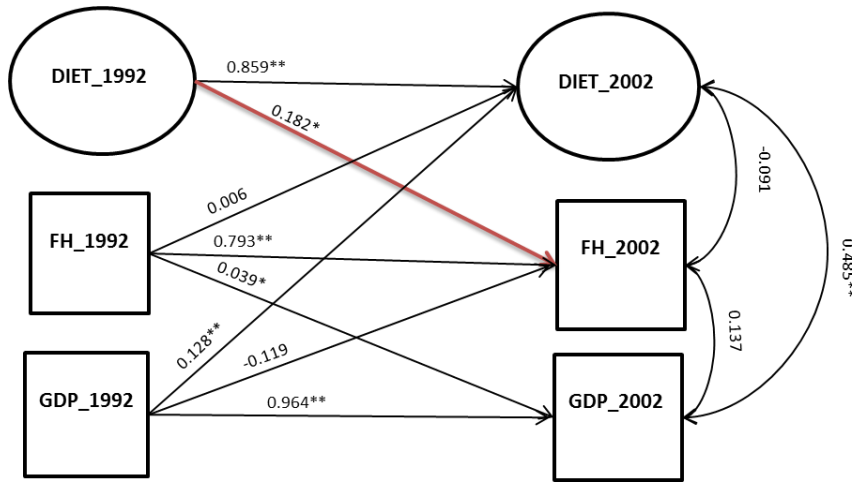 DIET_1992
DIET_2002
0.859**
0.182*
0.006
-0.091
FH_1992
0.793**
FH_2002
0.039*
0.485**
0.128**
-0.119
0.137
GDP_1992
0.964**
GDP_2002